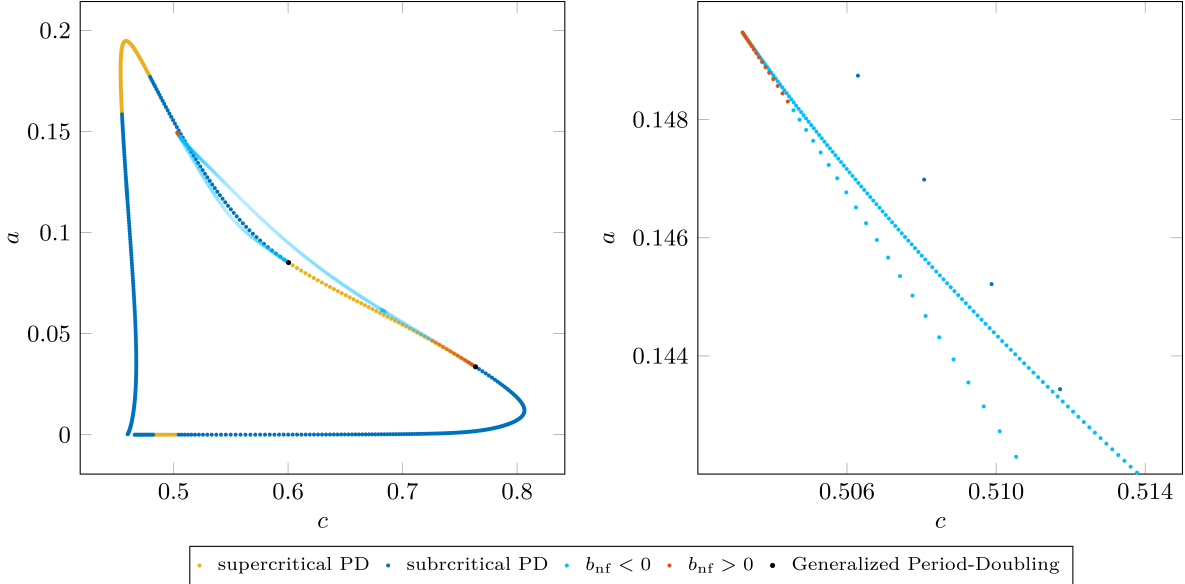 0.2
0.15
0.1
0.05
0
a
0.5 0.6 0.7 0.8
c
0.148
0.146
0.144
a
0.506 0.510 0.514
c
supercritical PD subrcritical PD b_nf < 0 b_nf > 0 Generalized Period-Doubling